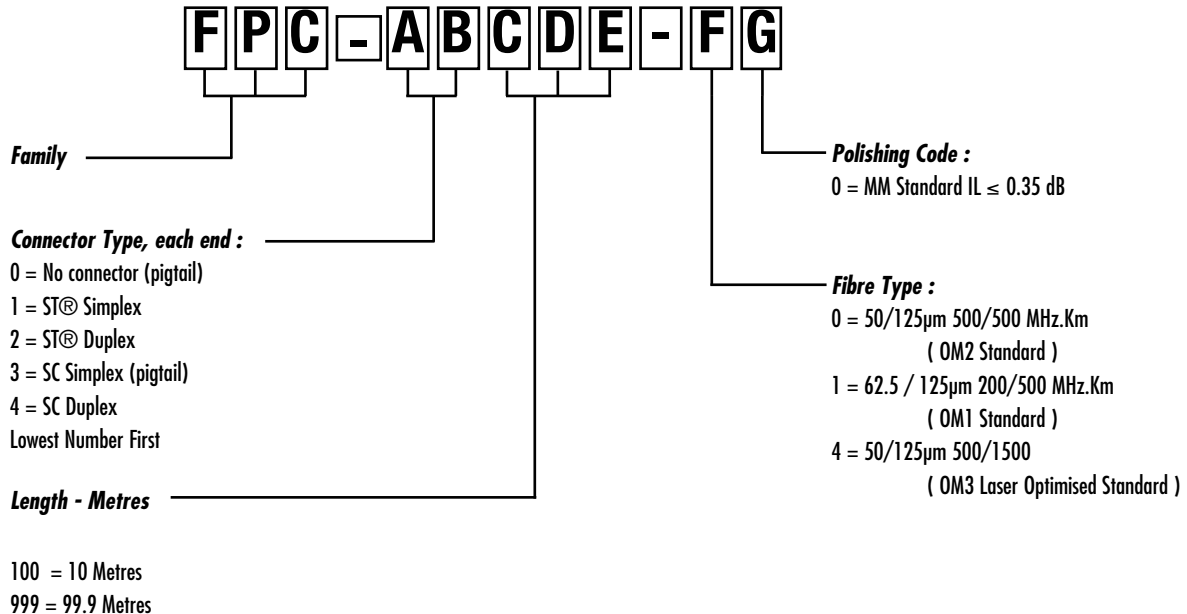 FPC-ABCDE-FG
Family
Connector Type, each end :
0 = No connector (pigtail)
1 = ST® Simplex
2 = ST® Duplex
3 = SC Simplex (pigtail)
4 = SC Duplex
Lowest Number First
Length - Metres
100 = 10 Metres
999 = 99.9 Metres
Polishing Code :
0 = MM Standard IL ≤ 0.35 dB
Fibre Type :
0 = 50/125µm 500/500 MHz.Km
( OM2 Standard )
1 = 62.5 / 125µm 200/500 MHz.Km
( OM1 Standard )
4 = 50/125µm 500/1500
( OM3 Laser Optimised Standard )